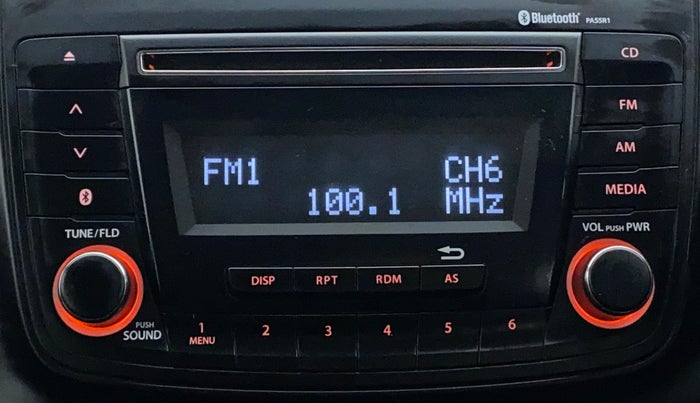 Bluetooth® PASSR1
CD
FM
AM
MEDIA
FM1 CH6
100.1 MHz
TUNE/FLD
VOL PUSH PWR
DISP RPT RDM AS
PUSH
SOUND
1 2 3 4 5 6
MENU